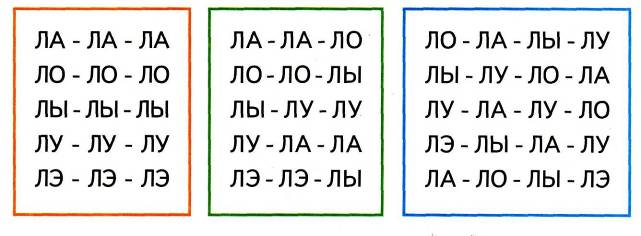 ЛА - ЛА - ЛА
ЛО - ЛО - ЛО
ЛЫ - ЛЫ - ЛЫ
ЛУ - ЛУ - ЛУ
ЛЭ - ЛЭ - ЛЭ
ЛА - ЛА - ЛО
ЛО - ЛО - ЛЫ
ЛЫ - ЛУ - ЛУ
ЛУ - ЛА - ЛА
ЛЭ - ЛЭ - ЛЫ
ЛО - ЛА - ЛЫ - ЛУ
ЛЫ - ЛУ - ЛО - ЛА
ЛУ - ЛА - ЛУ - ЛО
ЛЭ - ЛЫ - ЛА - ЛУ
ЛА - ЛО - ЛЫ - ЛЭ